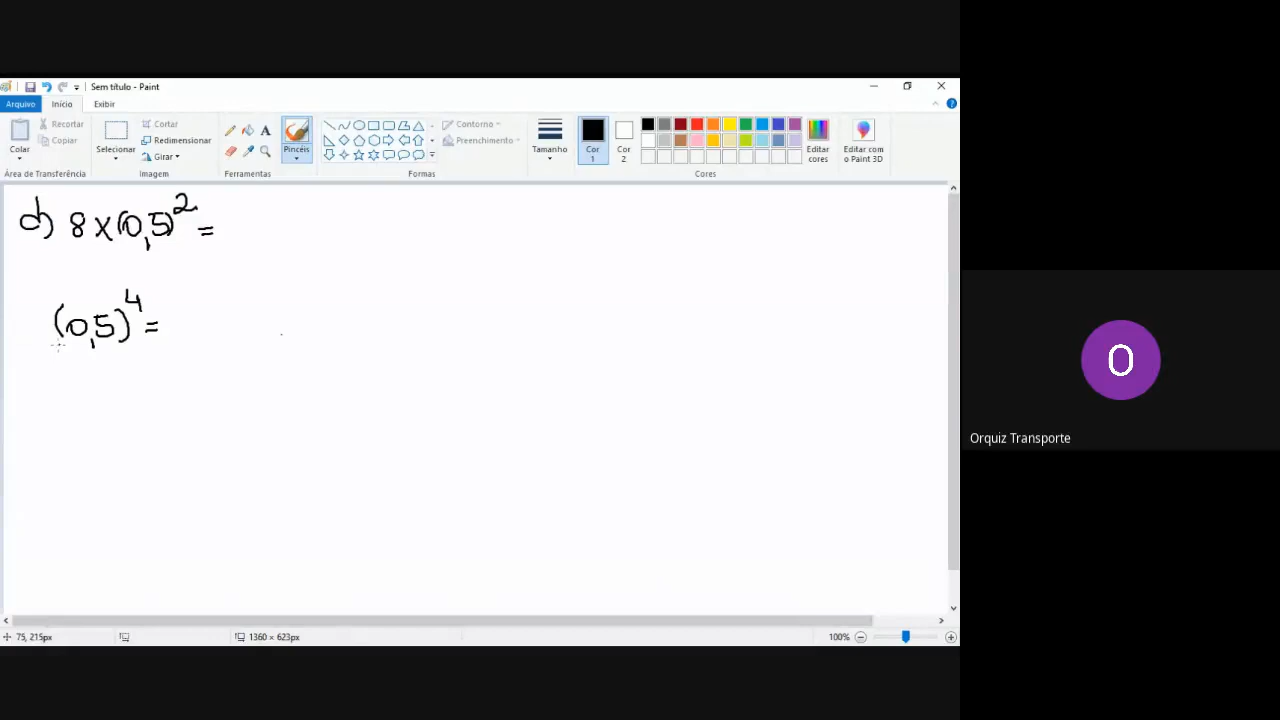 Sem título - Paint
Arquivo Início Exibir
Colar
Recortar
Copiar
Área de Transferência
Selecionar
Cortar
Redimensionar
Girar
Imagem
A
Ferramentas
Pincéis
Contorno
Preenchimento
Formas
Tamanho
Cor 1
Cor 2
Editar cores
Editar com o Paint 3D
Cores
d) 8 x (0,5)² =
(0,5)⁴ =
75, 215px
1360 × 623px
100%
O
Orquiz Transporte